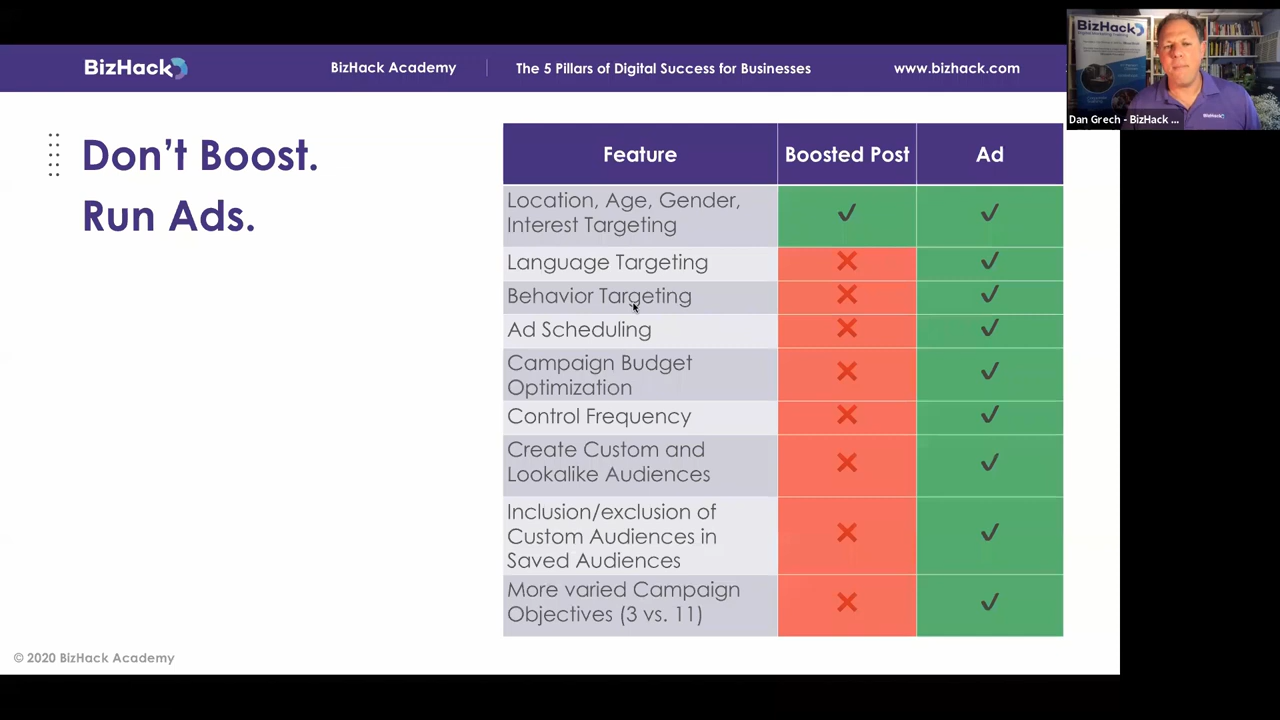 BizHack
BizHack Academy
The 5 Pillars of Digital Success for Businesses
www.bizhack.com
BizHack
Dan Grech - BizHack ...
BizHack
Don't Boost.
Run Ads.
Feature
Boosted Post
Ad
Location, Age, Gender,
Interest Targeting
✓
✓
Language Targeting
✕
✓
Behavior Targeting
✕
✓
Ad Scheduling
✕
✓
Campaign Budget
Optimization
✕
✓
Control Frequency
✕
✓
Create Custom and
Lookalike Audiences
✕
✓
Inclusion/exclusion of
Custom Audiences in
Saved Audiences
✕
✓
More varied Campaign
Objectives (3 vs. 11)
✕
✓
© 2020 BizHack Academy